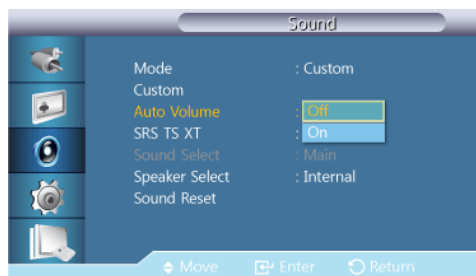 Sound
Mode : Custom
Custom
Auto Volume : Off
SRS TS XT : On
Sound Select : Main
Speaker Select : Internal
Sound Reset
Move Enter Return